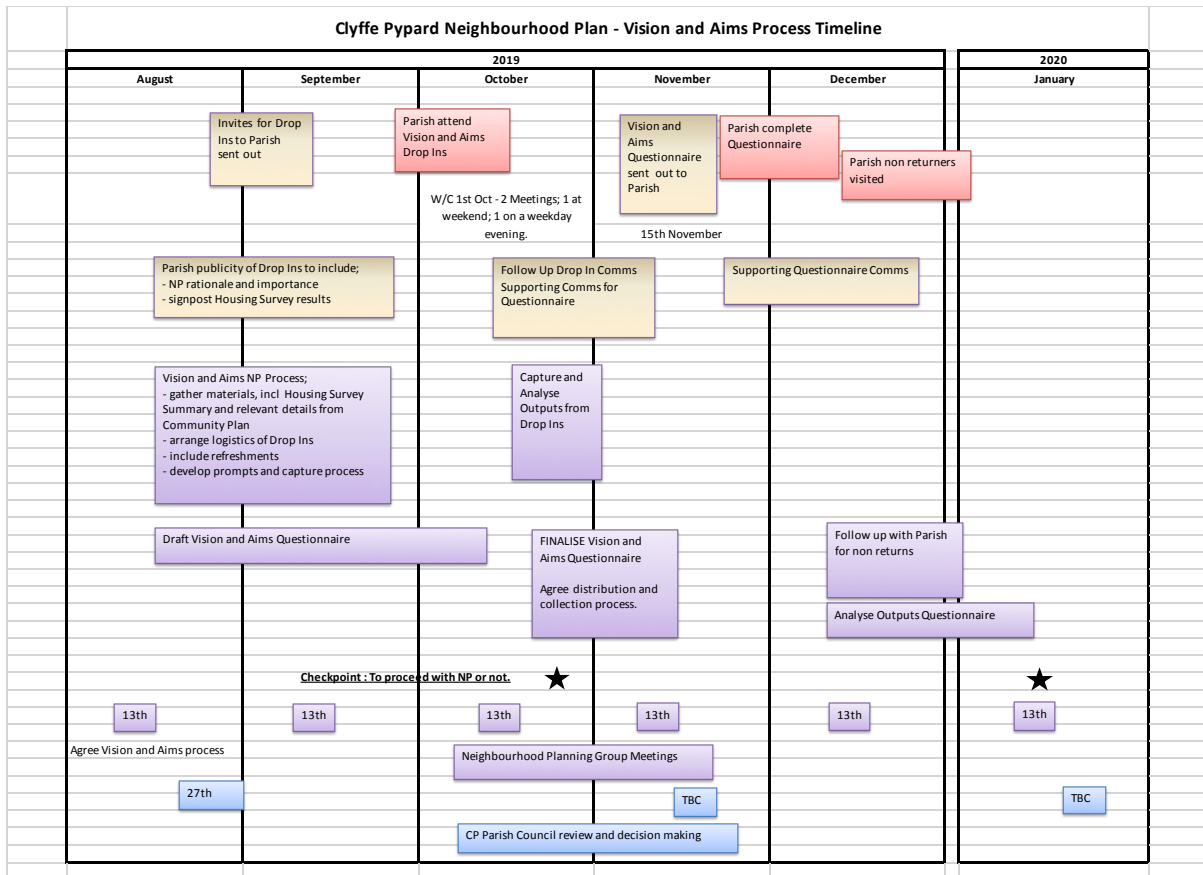 Clyffe Pypard Neighbourhood Plan - Vision and Aims Process Timeline
2019
2020
August
September
October
November
December
January
Invites for Drop
Ins to Parish
sent out
Parish attend
Vision and Aims
Drop Ins
Vision and
Aims
Questionnaire
sent out to
Parish
Parish complete
Questionnaire
Parish non returners
visited
W/C 1st Oct - 2 Meetings; 1 at
weekend; 1 on a weekday
evening.
15th November
Parish publicity of Drop Ins to include;
- NP rationale and importance
- signpost Housing Survey results
Follow Up Drop In Comms
Supporting Comms for
Questionnaire
Supporting Questionnaire Comms
Vision and Aims NP Process;
- gather materials, incl Housing Survey
Summary and relevant details from
Community Plan
- arrange logistics of Drop Ins
- include refreshments
- develop prompts and capture process
Capture and
Analyse
Outputs from
Drop Ins
Draft Vision and Aims Questionnaire
FINALISE Vision and
Aims Questionnaire
Agree distribution and
collection process.
Follow up with Parish
for non returns
Analyse Outputs Questionnaire
Checkpoint : To proceed with NP or not.
13th
13th
13th
13th
13th
13th
Agree Vision and Aims process
Neighbourhood Planning Group Meetings
27th
TBC
TBC
CP Parish Council review and decision making